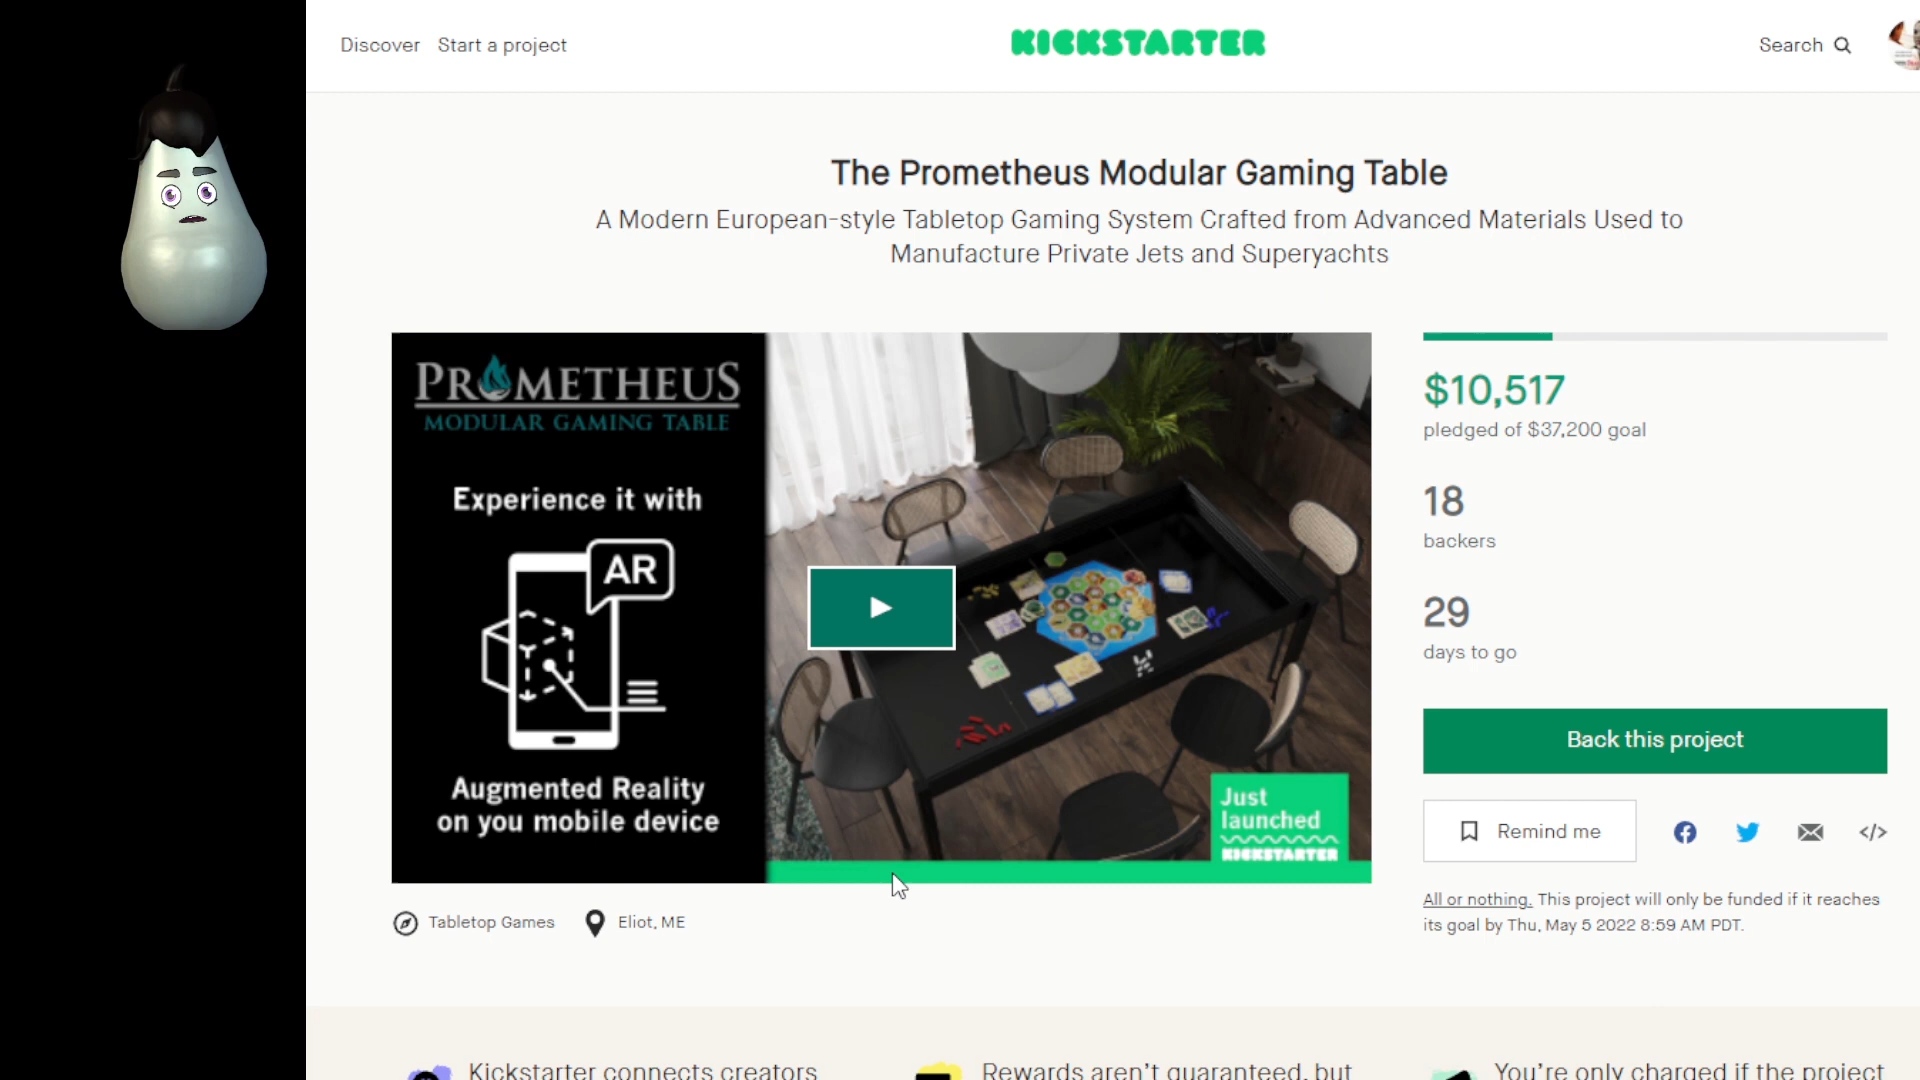 Discover Start a project
KICKSTARTER
Search
The Prometheus Modular Gaming Table
A Modern European-style Tabletop Gaming System Crafted from Advanced Materials Used to
Manufacture Private Jets and Superyachts
PROMETHEUS
MODULAR GAMING TABLE
Experience it with
AR
Augmented Reality
on you mobile device
Just
launched
KICKSTARTER
$10,517
pledged of $37,200 goal
18
backers
29
days to go
Back this project
Remind me
All or nothing. This project will only be funded if it reaches
its goal by Thu, May 5 2022 8:59 AM PDT.
Tabletop Games
Eliot, ME
Kickstarter connects creators
Rewards aren't guaranteed, but
You're only charged if the project